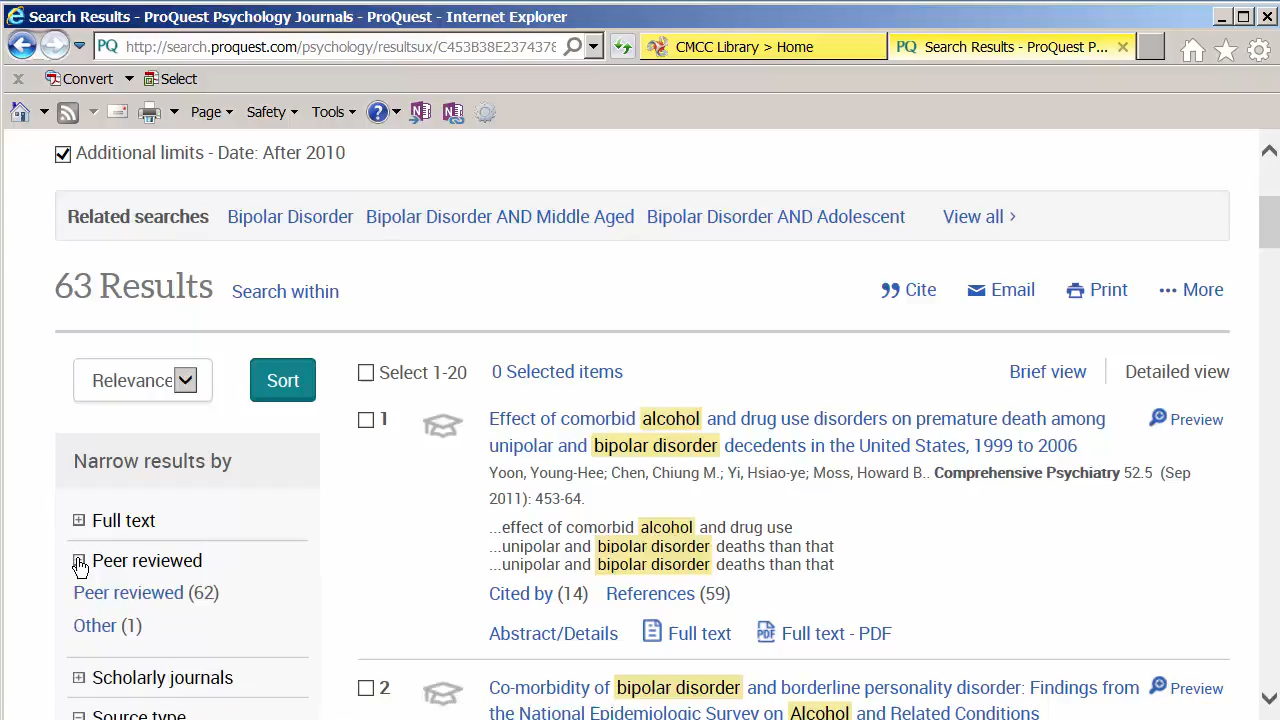 Search Results - ProQuest Psychology Journals - ProQuest - Internet Explorer
PQ http://search.proquest.com/psychology/resultsux/C453B58E2374378
CMCC Library > Home
PQ Search Results - ProQuest P...
Convert Select
Page Safety Tools
Additional limits - Date: After 2010
Related searches Bipolar Disorder Bipolar Disorder AND Middle Aged Bipolar Disorder AND Adolescent View all >
63 Results Search within
Cite Email Print More
Relevance Sort
Select 1-20 0 Selected items Brief view Detailed view
Narrow results by
Full text
Peer reviewed
Peer reviewed (62)
Other (1)
Scholarly journals
Source type
1 Effect of comorbid alcohol and drug use disorders on premature death among Preview
unipolar and bipolar disorder decedents in the United States, 1999 to 2006
Yoon, Young-Hee; Chen, Chiung M.; Yi, Hsiao-ye; Moss, Howard B.. Comprehensive Psychiatry 52.5 (Sep
2011): 453-64.
...effect of comorbid alcohol and drug use
...unipolar and bipolar disorder deaths than that
...unipolar and bipolar disorder deaths than that
Cited by (14) References (59)
Abstract/Details Full text PDF Full text - PDF
2 Co-morbidity of bipolar disorder and borderline personality disorder: Findings from Preview
the National Epidemiologic Survey on Alcohol and Related Conditions